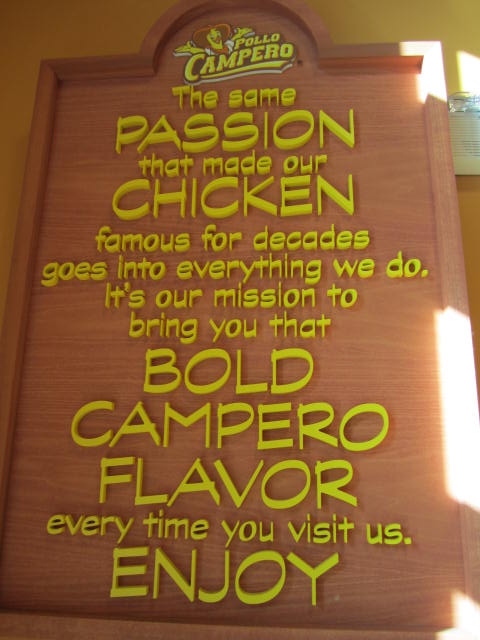 POLLO
CAMPERO
The same
PASSION
that made our
CHICKEN
famous for decades
goes into everything we do.
It's our mission to
bring you that
BOLD
CAMPERO
FLAVOR
every time you visit us.
ENJOY